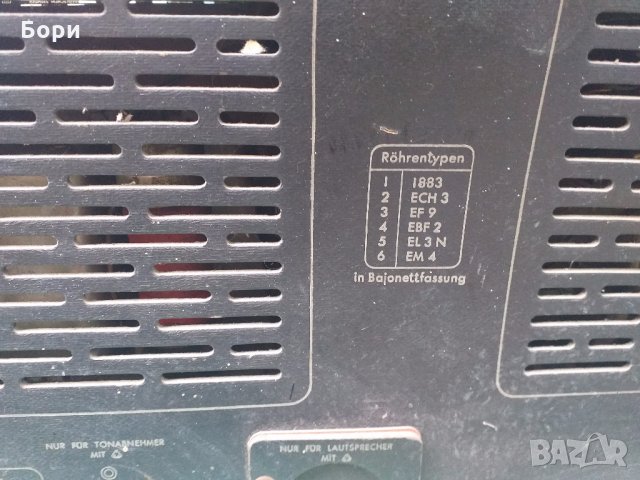 Бори
Röhrentypen
1 1883
2 ECH 3
3 EF 9
4 EBF 2
5 EL 3 N
6 EM 4
in Bajonettfassung
NUR FÜR TONABNEHMER
MIT
NUR FÜR LAUTSPRECHER
MIT
BAZAR